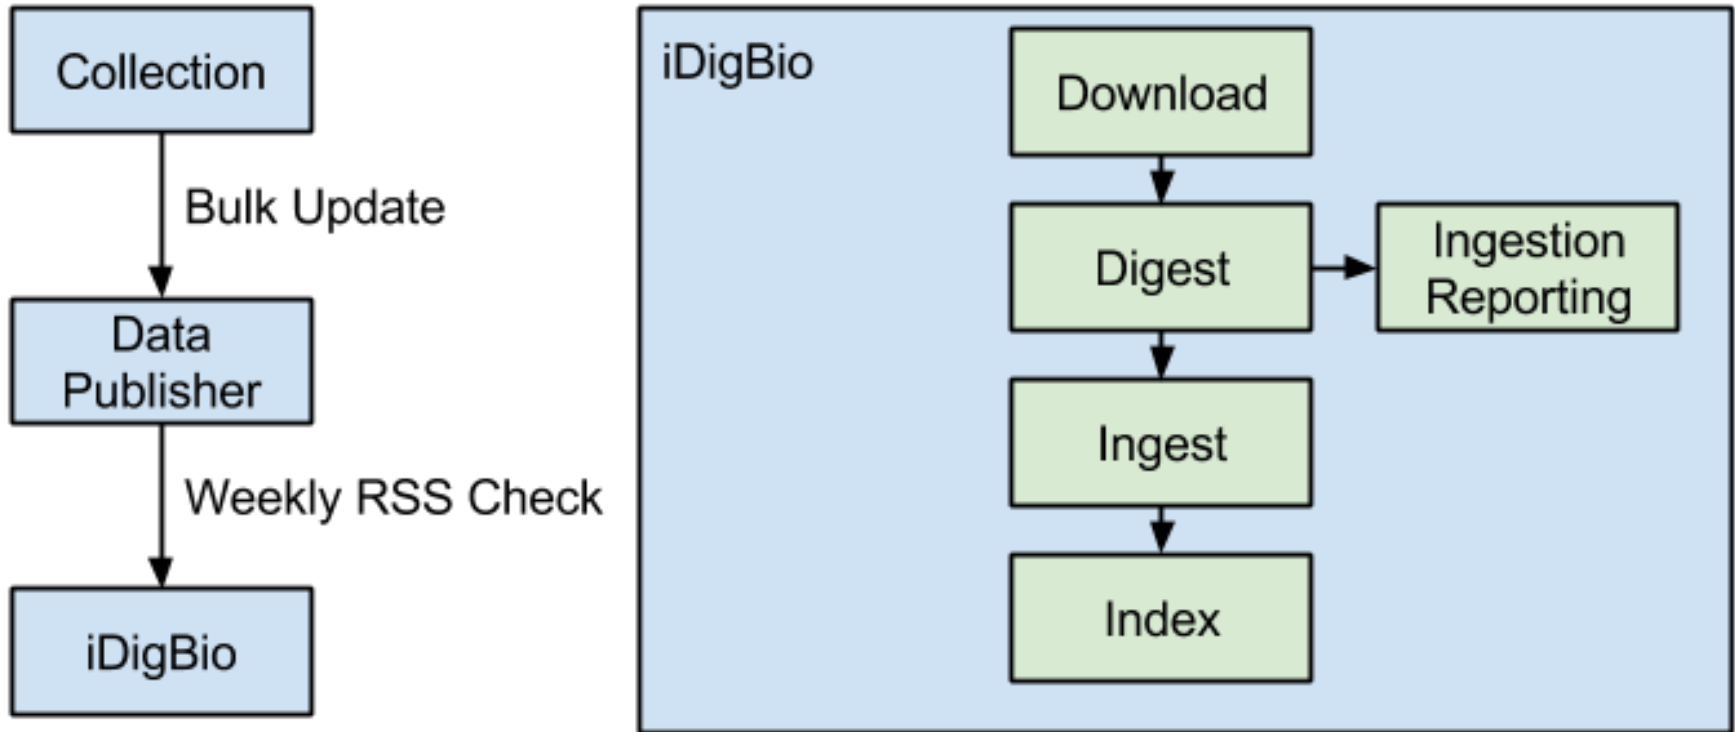 Collection
Bulk Update
Data
Publisher
Weekly RSS Check
iDigBio
iDigBio
Download
Digest
Ingestion
Reporting
Ingest
Index